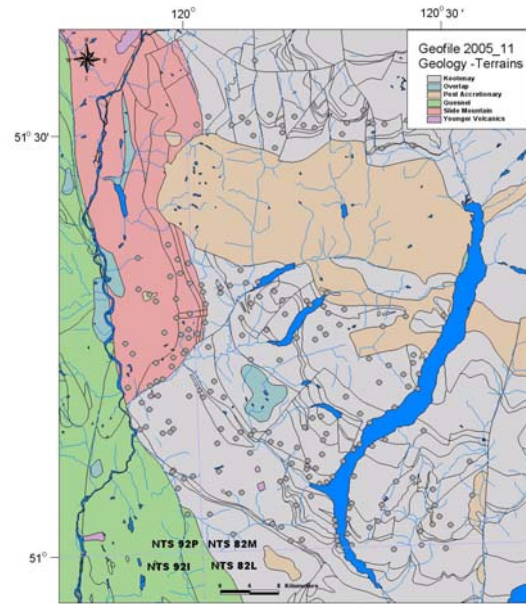 120°
120° 30'
Geofile 2005_11
Geology -Terrains
Kootenay
Overlap
Post Accretionary
Quesnel
Slide Mountain
Younger Volcanics
51° 30'
51°
NTS 92P NTS 82M
NTS 92I NTS 82L
Kilometers